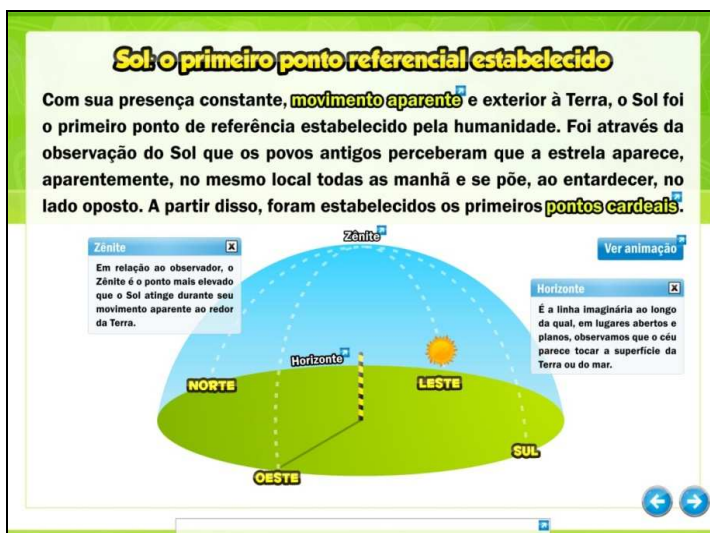 Sol: o primeiro ponto referencial estabelecido
Com sua presença constante, movimento aparente e exterior à Terra, o Sol foi
o primeiro ponto de referência estabelecido pela humanidade. Foi através da
observação do Sol que os povos antigos perceberam que a estrela aparece,
aparentemente, no mesmo local todas as manhã e se põe, ao entardecer, no
lado oposto. A partir disso, foram estabelecidos os primeiros pontos cardeais.
Zênite
Em relação ao observador, o
Zênite é o ponto mais elevado
que o Sol atinge durante seu
movimento aparente ao redor
da Terra.
Zênite
Ver animação
Horizonte
É a linha imaginária ao longo
da qual, em lugares abertos e
planos, observamos que o céu
parece tocar a superfície da
Terra ou do mar.
Horizonte
NORTE
LESTE
SUL
OESTE